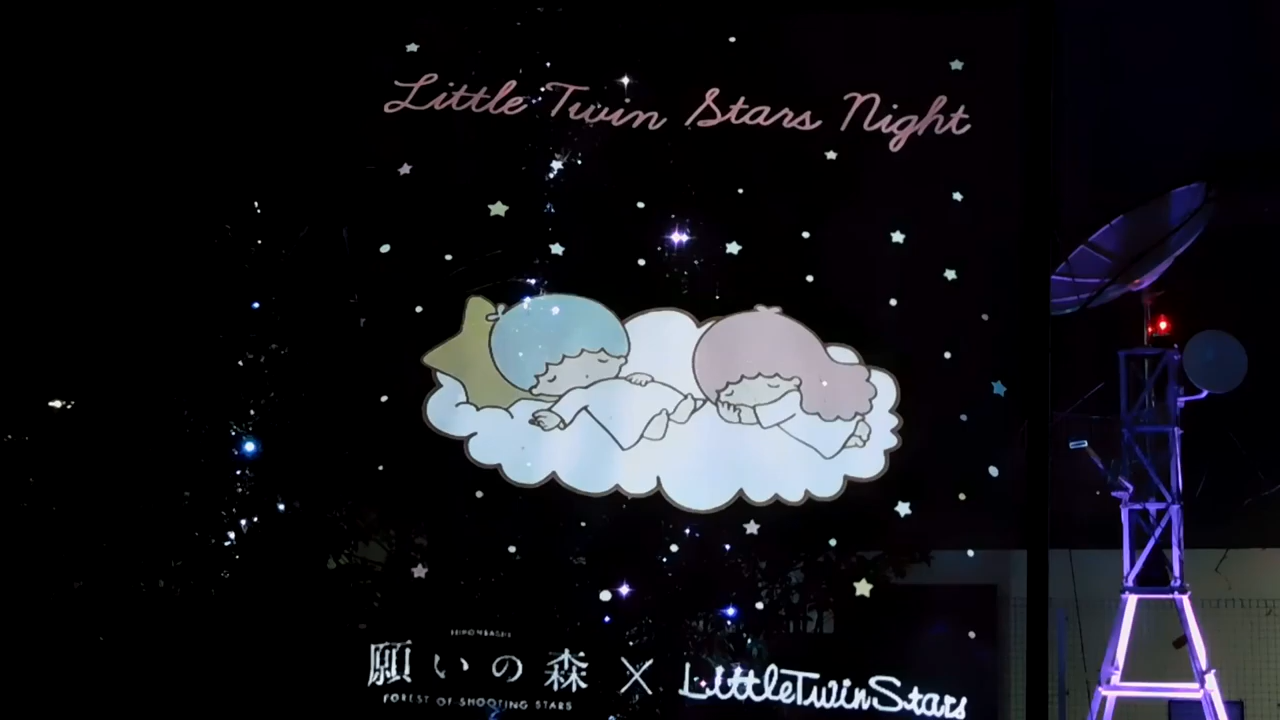 Little Twin Stars Night
NIHONBASHI
願いの森 × LittleTwinStars
FOREST OF SHOOTING STARS